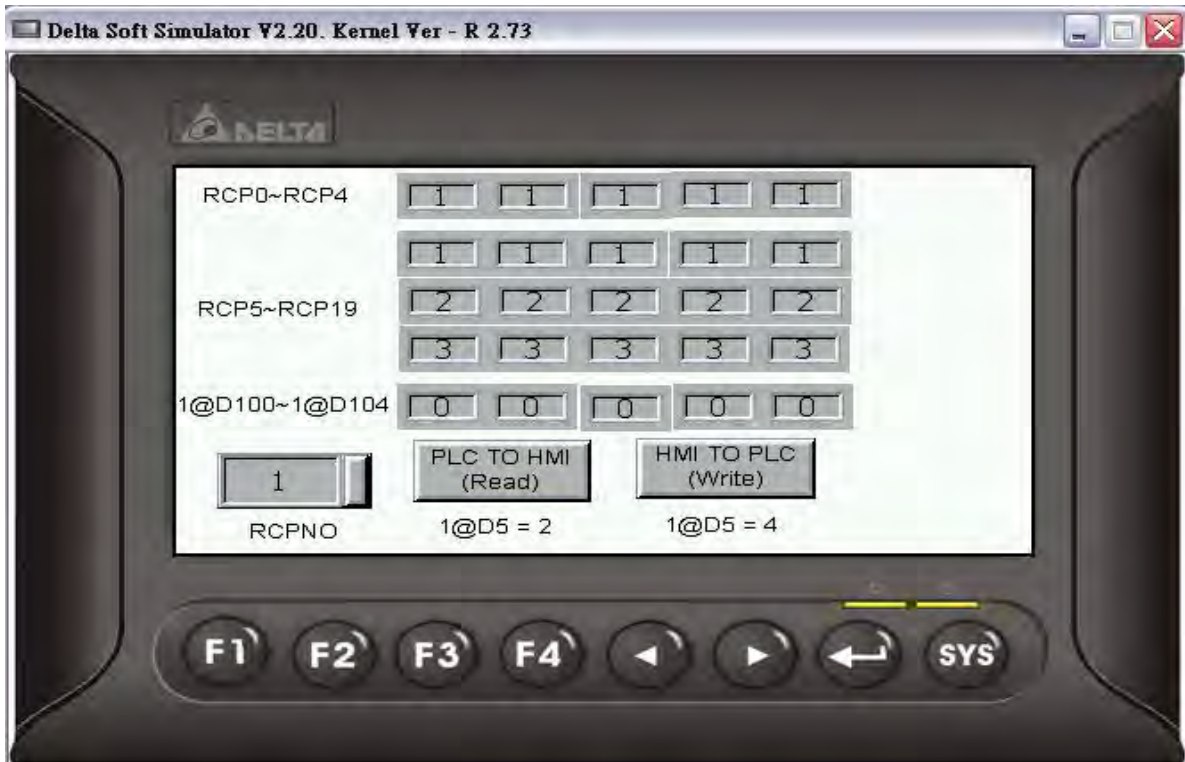 Delta Soft Simulator V2.20. Kernel Ver - R 2.73
DELTA
RCP0~RCP4 1 1 1 1 1
1 1 1 1 1
RCP5~RCP19 2 2 2 2 2
3 3 3 3 3
1@D100~1@D104 0 0 0 0 0
1
RCPNO
PLC TO HMI
(Read)
1@D5 = 2
HMI TO PLC
(Write)
1@D5 = 4
F1 F2 F3 F4 SYS